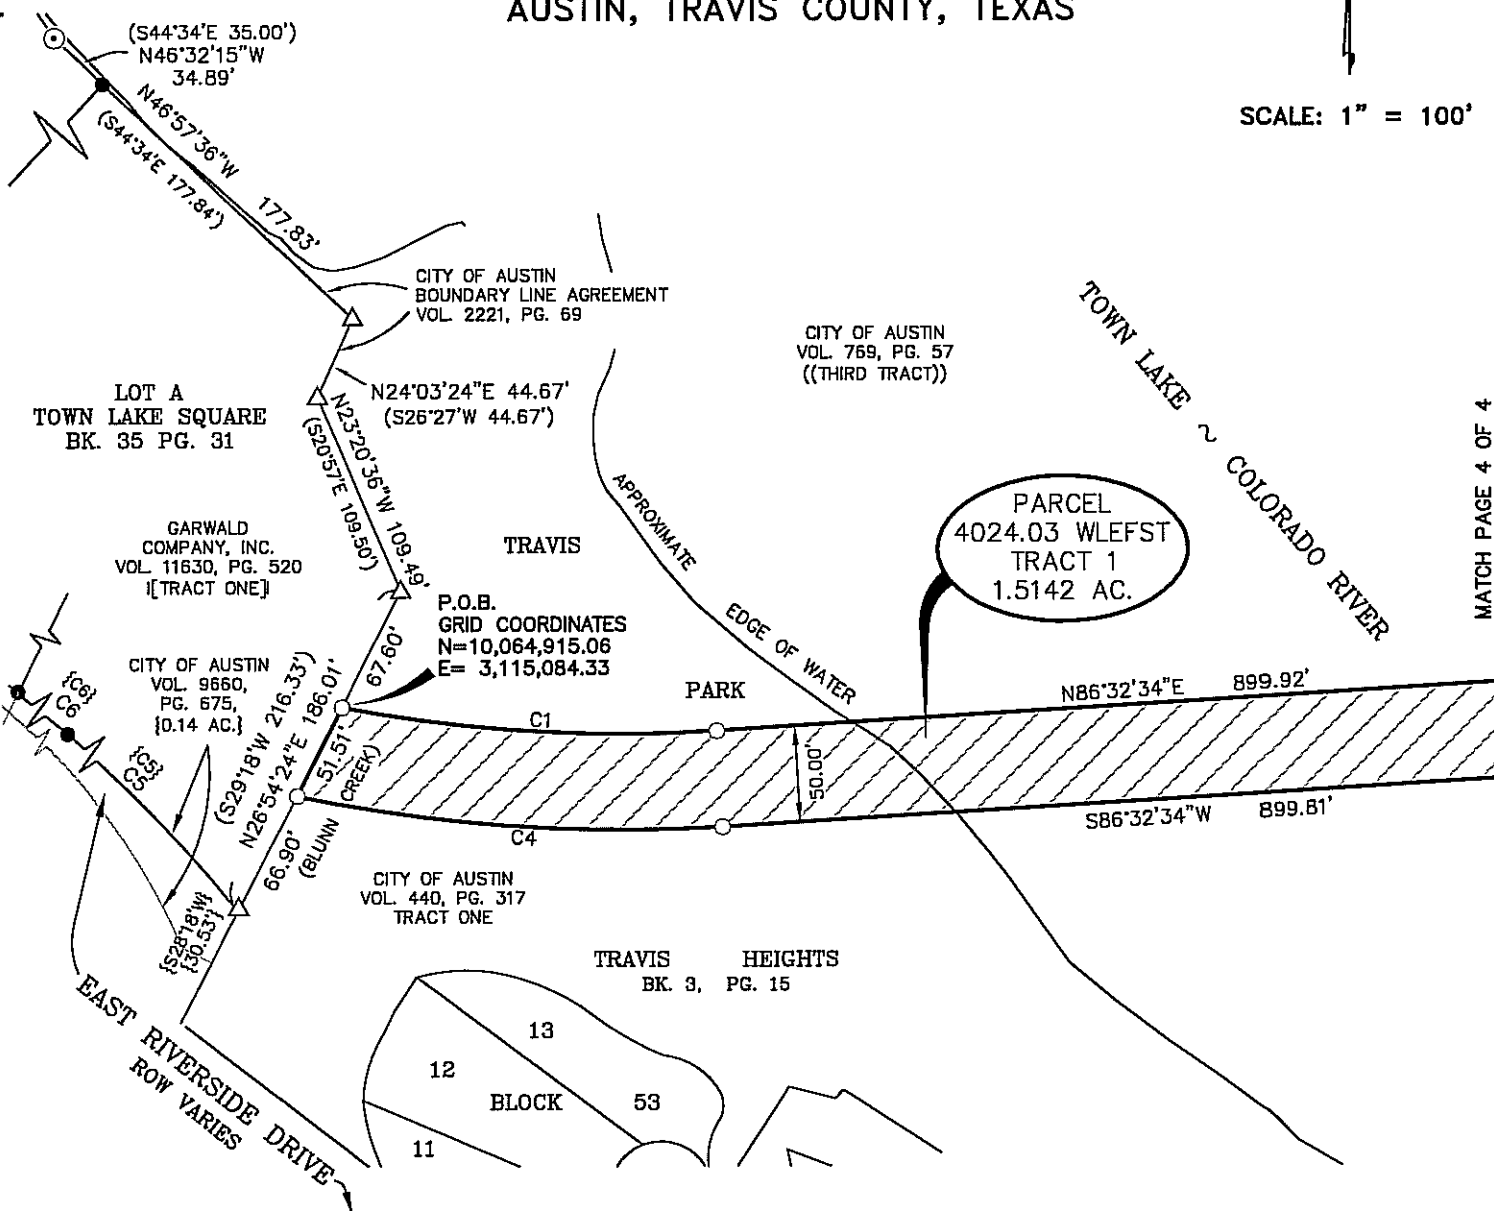 AUSTIN, TRAVIS COUNTY, TEXAS
SCALE: 1" = 100'
(S44°34'E 35.00')
N46°32'15"W
34.89'
N46°57'36"W 177.83'
(S44°34'E 177.84')
CITY OF AUSTIN
BOUNDARY LINE AGREEMENT
VOL. 2221, PG. 69
N24°03'24"E 44.67'
(S26°27'W 44.67')
LOT A
TOWN LAKE SQUARE
BK. 35 PG. 31
N23°20'36"W 109.49'
(S20°57'E 109.50')
CITY OF AUSTIN
VOL. 769, PG. 57
((THIRD TRACT))
TOWN LAKE ~ COLORADO RIVER
MATCH PAGE 4 OF 4
PARCEL
4024.03 WLEFST
TRACT 1
1.5142 AC.
APPROXIMATE EDGE OF WATER
GARWALD
COMPANY, INC.
VOL. 11630, PG. 520
|[TRACT ONE]|
TRAVIS
PARK
P.O.B.
GRID COORDINATES
N=10,064,915.06
E= 3,115,084.33
67.60'
CITY OF AUSTIN
VOL. 9660,
PG. 675,
{0.14 AC.}
{C6}
C6
{C5}
C5
(S29°18'W 216.33')
N26°54'24"E 186.01'
51.51'
66.90'
(BLUNN CREEK)
C1
C4
50.00'
N86°32'34"E 899.92'
S86°32'34"W 899.81'
{S28°18'W}
{30.53'}
CITY OF AUSTIN
VOL. 440, PG. 317
TRACT ONE
TRAVIS HEIGHTS
BK. 3, PG. 15
EAST RIVERSIDE DRIVE
ROW VARIES
13
12
BLOCK 53
11